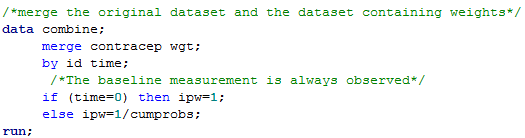 /*merge the original dataset and the dataset containing weights*/
data combine;
merge contracep wgt;
by id time;
/*The baseline measurement is always observed*/
if (time=0) then ipw=1;
else ipw=1/cumprobs;
run;